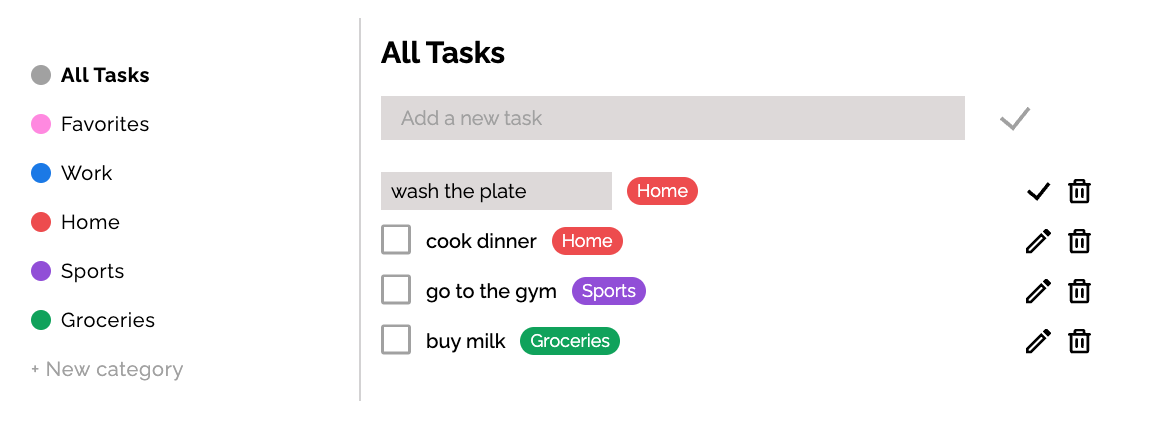 All Tasks
Favorites
Work
Home
Sports
Groceries
+ New category
All Tasks
Add a new task
wash the plate Home
cook dinner Home
go to the gym Sports
buy milk Groceries